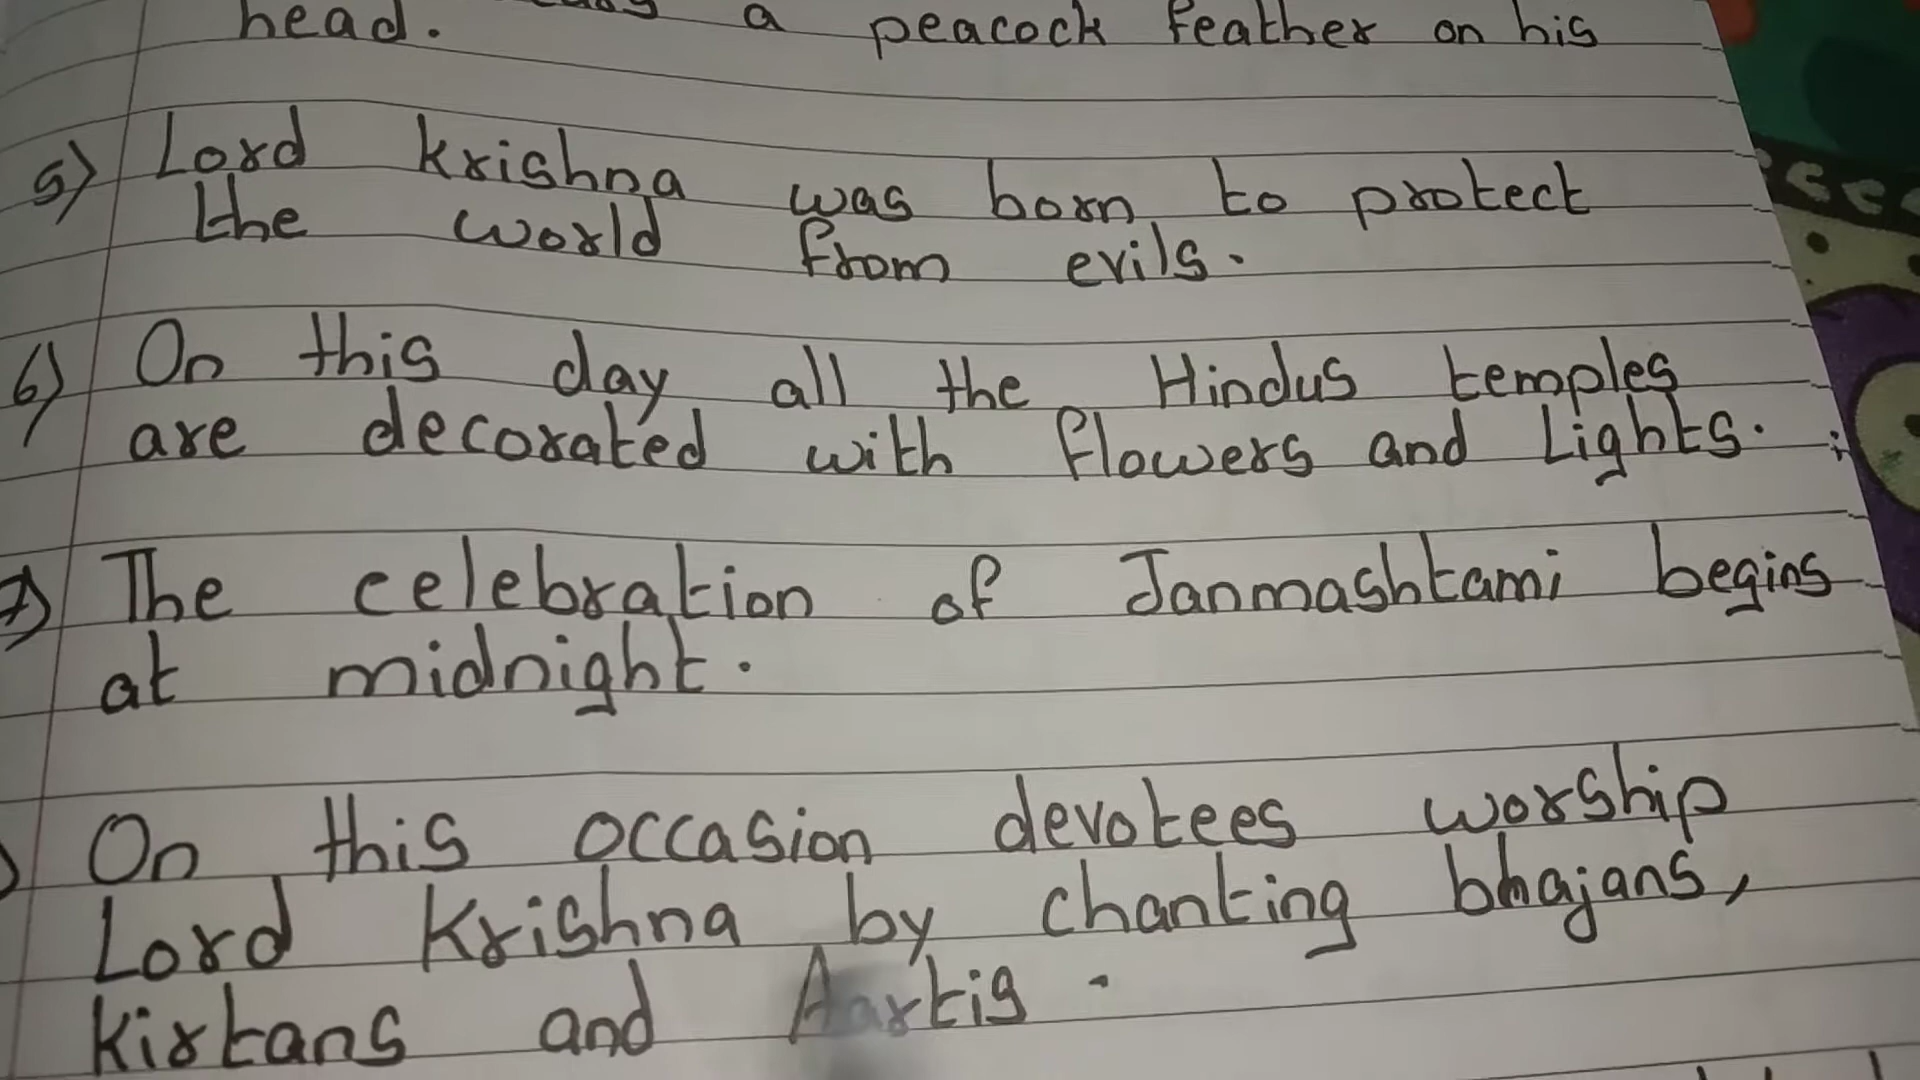 a peacock feather on his
head.
5) Lord krishna was born to protect
the world from evils.
6) On this day all the Hindus temples
are decorated with flowers and Lights.
7) The celebration of Janmashtami begins
at midnight.
) On this occasion devotees worship
Lord Krishna by chanting bhajans,
kirtans and Aartis.